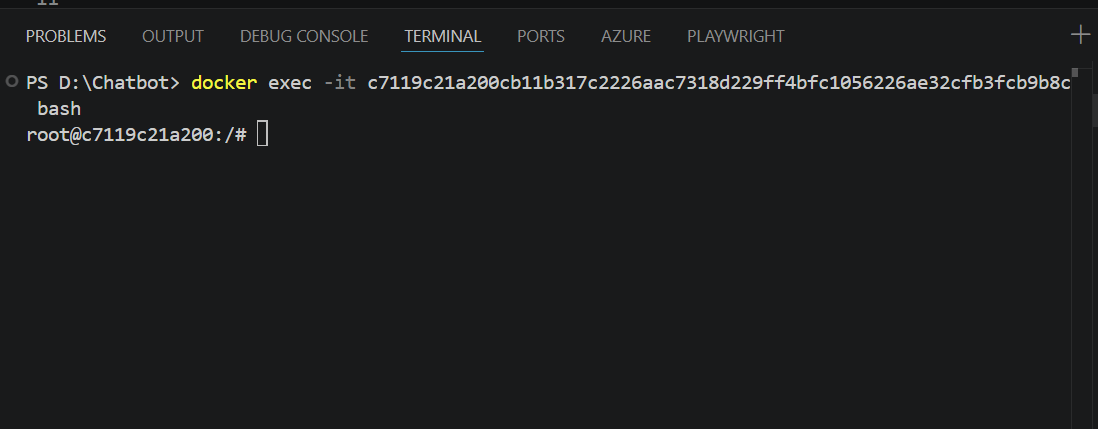 PROBLEMS OUTPUT DEBUG CONSOLE TERMINAL PORTS AZURE PLAYWRIGHT
PS D:\Chatbot> docker exec -it c7119c21a200cb11b317c2226aac7318d229ff4bfc1056226ae32cfb3fcb9b8c
bash
root@c7119c21a200:/#